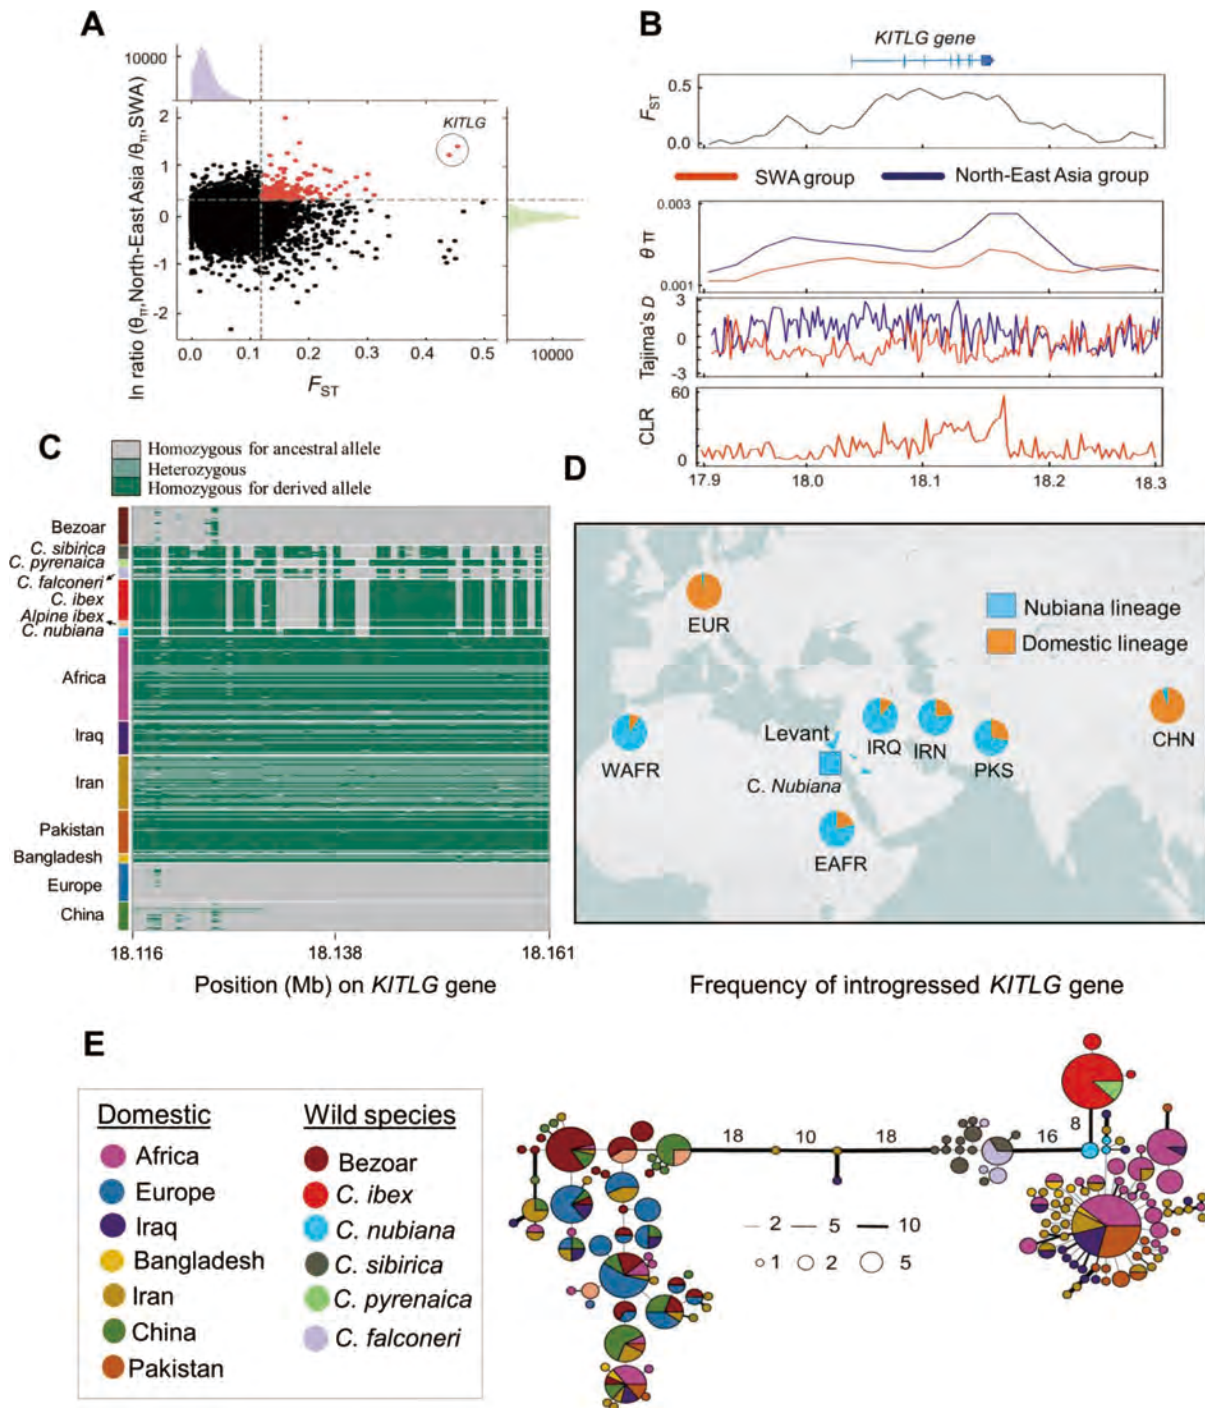 A
10000
ln ratio (θπ,North-East Asia /θπ,SWA)
2
1
0
-1
-2
KITLG
0.0 0.1 0.2 0.3 0.4 0.5
10000
FST
B
KITLG gene
FST
0.5
0.0
SWA group
North-East Asia group
θ π
0.003
0.001
Tajima's D
3
0
-3
CLR
60
0
17.9 18.0 18.1 18.2 18.3
C
Homozygous for ancestral allele
Heterozygous
Homozygous for derived allele
Bezoar
C. sibirica
C. pyrenaica
C. falconeri
C. ibex
Alpine ibex
C. nubiana
Africa
Iraq
Iran
Pakistan
Bangladesh
Europe
China
18.116 18.138 18.161
Position (Mb) on KITLG gene
D
Nubiana lineage
Domestic lineage
EUR
WAFR
Levant
C. Nubiana
IRQ
IRN
PKS
CHN
EAFR
Frequency of introgressed KITLG gene
E
Domestic
Africa
Europe
Iraq
Bangladesh
Iran
China
Pakistan
Wild species
Bezoar
C. ibex
C. nubiana
C. sibirica
C. pyrenaica
C. falconeri
18 10 18 16 8
2 5 10
1 2 5